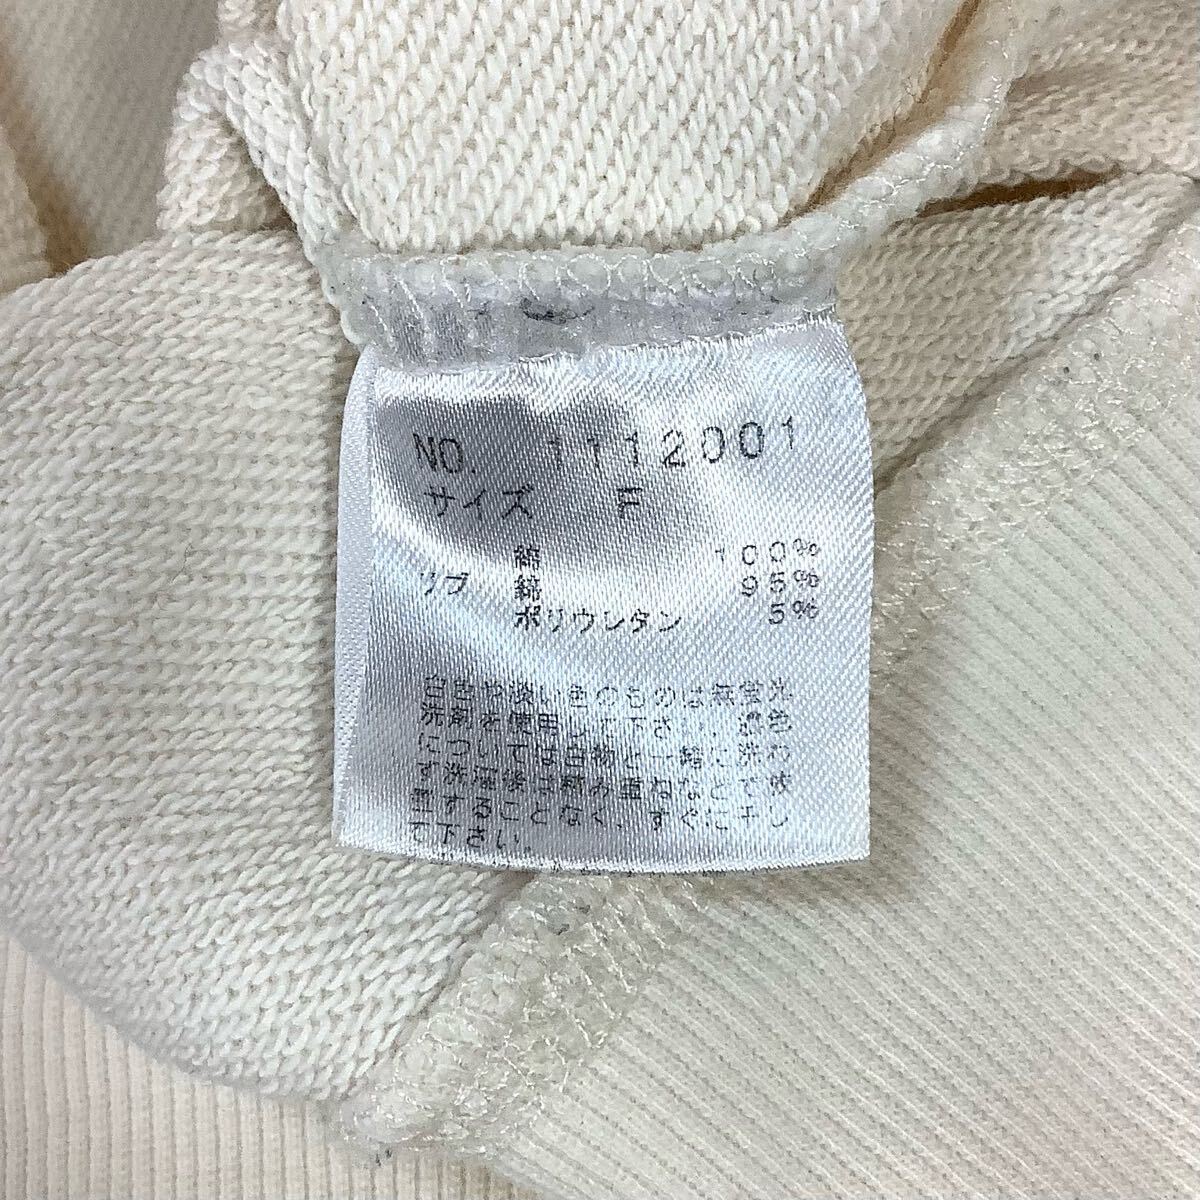 NO. 1112001
サイズ F
綿 100%
リブ 綿 95%
ポリウレタン 5%
白色や淡い色のものは無蛍光
洗剤を使用して下さい。濃色
については白物と一緒に洗わ
ず洗濯後は積み重ねなどで放
置することなく、すぐに干し
て下さい。